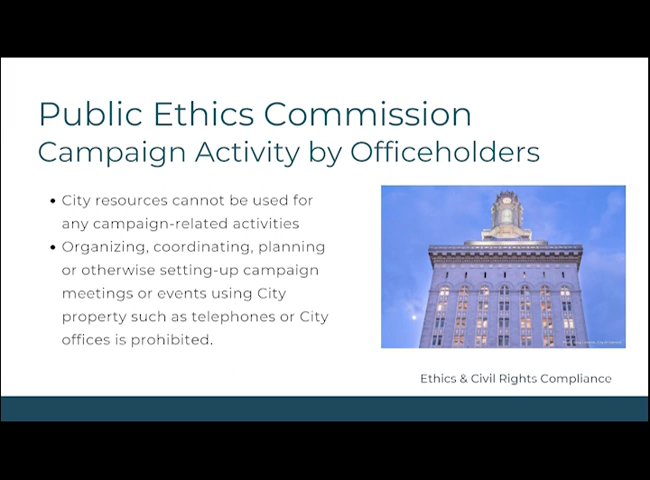 Public Ethics Commission
Campaign Activity by Officeholders
• City resources cannot be used for
any campaign-related activities
• Organizing, coordinating, planning
or otherwise setting-up campaign
meetings or events using City
property such as telephones or City
offices is prohibited.
Ethics & Civil Rights Compliance